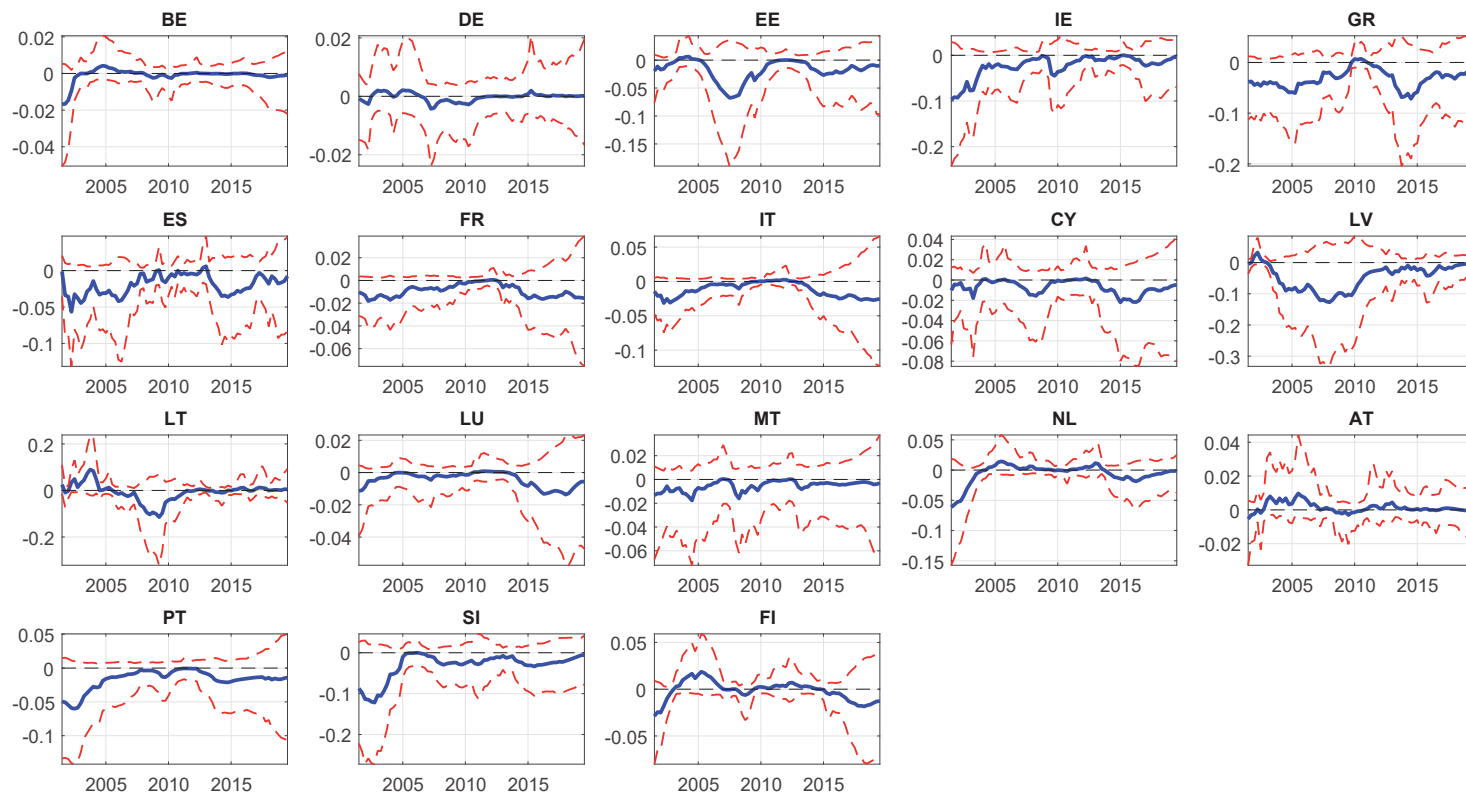 BE
0.02
0
-0.02
-0.04
2005 2010 2015
DE
0.02
0
-0.02
2005 2010 2015
EE
0
-0.05
-0.1
-0.15
2005 2010 2015
IE
0
-0.1
-0.2
2005 2010 2015
GR
0
-0.1
-0.2
2005 2010 2015
ES
0
-0.05
-0.1
2005 2010 2015
FR
0.02
0
-0.02
-0.04
-0.06
2005 2010 2015
IT
0.05
0
-0.05
-0.1
2005 2010 2015
CY
0.04
0.02
0
-0.02
-0.04
-0.06
-0.08
2005 2010 2015
LV
0
-0.1
-0.2
-0.3
2005 2010 2015
LT
0.2
0
-0.2
2005 2010 2015
LU
0.02
0
-0.02
-0.04
2005 2010 2015
MT
0.02
0
-0.02
-0.04
-0.06
2005 2010 2015
NL
0.05
0
-0.05
-0.1
-0.15
2005 2010 2015
AT
0.04
0.02
0
-0.02
2005 2010 2015
PT
0.05
0
-0.05
-0.1
2005 2010 2015
SI
0
-0.1
-0.2
2005 2010 2015
FI
0.05
0
-0.05
2005 2010 2015